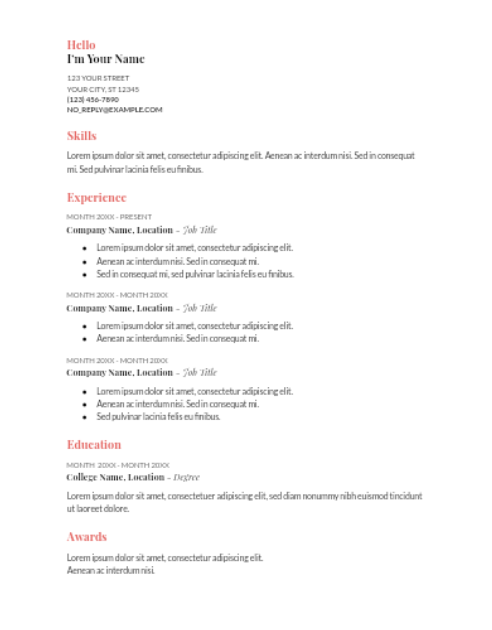 Hello
I'm Your Name
123 YOUR STREET
YOUR CITY, ST 12345
(123) 456-7890
NO_REPLY@EXAMPLE.COM
Skills
Lorem ipsum dolor sit amet, consectetur adipiscing elit. Aenean ac interdum nisi. Sed in consequat
mi. Sed pulvinar lacinia felis eu finibus.
Experience
MONTH 20XX - PRESENT
Company Name, Location - Job Title
● Lorem ipsum dolor sit amet, consectetur adipiscing elit.
● Aenean ac interdum nisi. Sed in consequat mi.
● Sed in consequat mi, sed pulvinar lacinia felis eu finibus.
MONTH 20XX - MONTH 20XX
Company Name, Location - Job Title
● Lorem ipsum dolor sit amet, consectetur adipiscing elit.
● Aenean ac interdum nisi. Sed in consequat mi.
MONTH 20XX - MONTH 20XX
Company Name, Location - Job Title
● Lorem ipsum dolor sit amet, consectetur adipiscing elit.
● Aenean ac interdum nisi. Sed in consequat mi.
● Sed pulvinar lacinia felis eu finibus.
Education
MONTH 20XX - MONTH 20XX
College Name, Location - Degree
Lorem ipsum dolor sit amet, consectetuer adipiscing elit, sed diam nonummy nibh euismod tincidunt
ut laoreet dolore.
Awards
Lorem ipsum dolor sit amet, consectetur adipiscing elit.
Aenean ac interdum nisi.